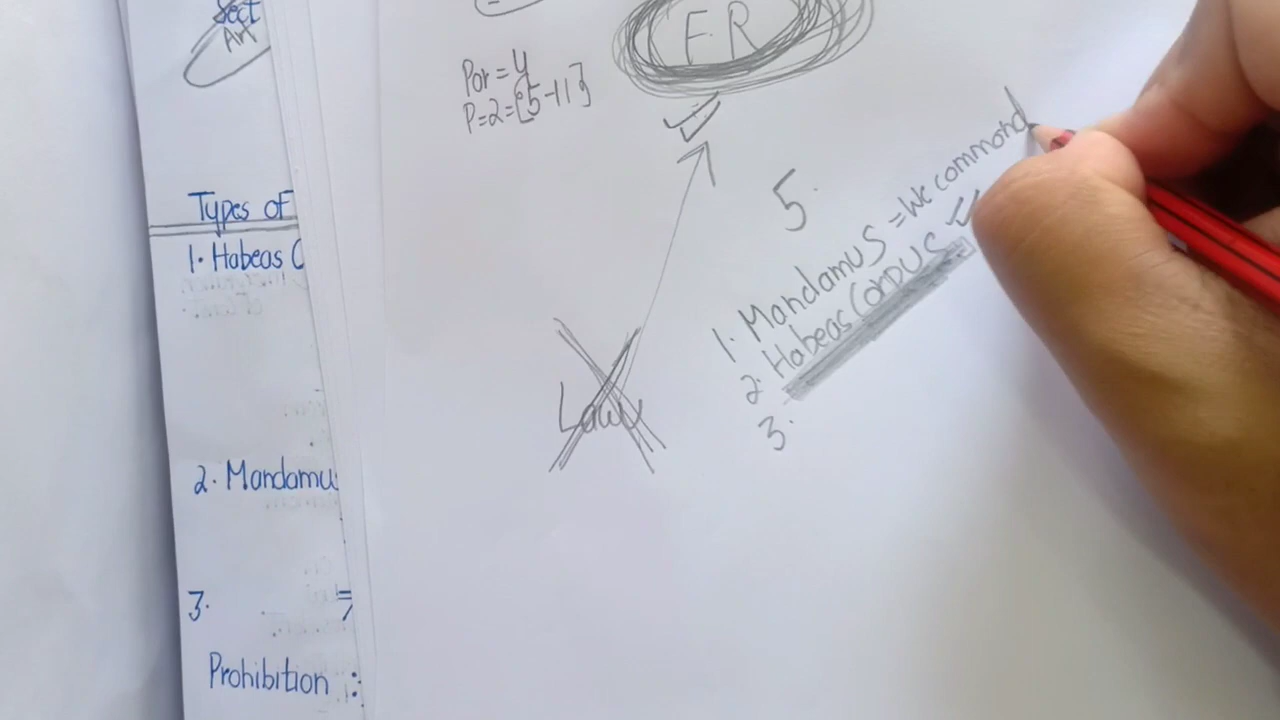 Sect
Art
Types of
1. Habeas C
2. Mandamu
3.
Prohibition :
F.R
Por = 4
P=2=[5-11]
Law
5.
1. Mandamus = We command
2. Habeas Corpus
3.